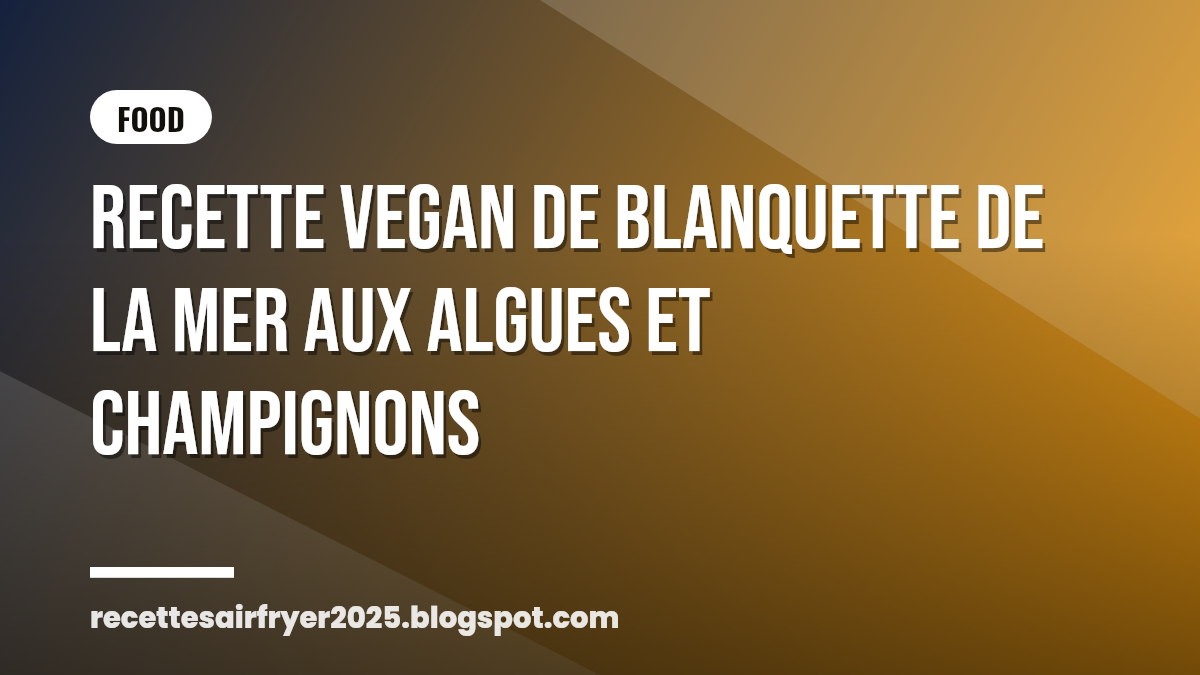 FOOD
RECETTE VEGAN DE BLANQUETTE DE
LA MER AUX ALGUES ET
CHAMPIGNONS
recettesairfryer2025.blogspot.com